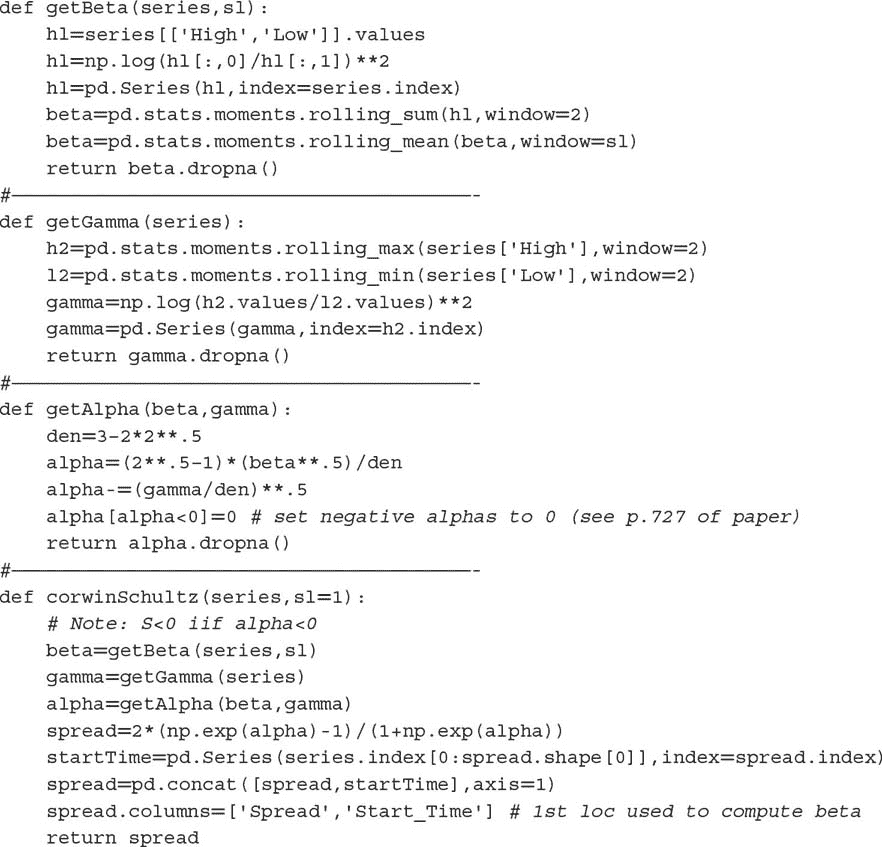 def getBeta(series,sl):
    hl=series[['High','Low']].values
    hl=np.log(hl[:,0]/hl[:,1])**2
    hl=pd.Series(hl,index=series.index)
    beta=pd.stats.moments.rolling_sum(hl,window=2)
    beta=pd.stats.moments.rolling_mean(beta,window=sl)
    return beta.dropna()
#———————————————————————————————————————-
def getGamma(series):
    h2=pd.stats.moments.rolling_max(series['High'],window=2)
    l2=pd.stats.moments.rolling_min(series['Low'],window=2)
    gamma=np.log(h2.values/l2.values)**2
    gamma=pd.Series(gamma,index=h2.index)
    return gamma.dropna()
#———————————————————————————————————————-
def getAlpha(beta,gamma):
    den=3-2*2**.5
    alpha=(2**.5-1)*(beta**.5)/den
    alpha-=(gamma/den)**.5
    alpha[alpha<0]=0 # set negative alphas to 0 (see p.727 of paper)
    return alpha.dropna()
#———————————————————————————————————————-
def corwinSchultz(series,sl=1):
    # Note: S<0 iif alpha<0
    beta=getBeta(series,sl)
    gamma=getGamma(series)
    alpha=getAlpha(beta,gamma)
    spread=2*(np.exp(alpha)-1)/(1+np.exp(alpha))
    startTime=pd.Series(series.index[0:spread.shape[0]],index=spread.index)
    spread=pd.concat([spread,startTime],axis=1)
    spread.columns=['Spread','Start_Time'] # 1st loc used to compute beta
    return spread